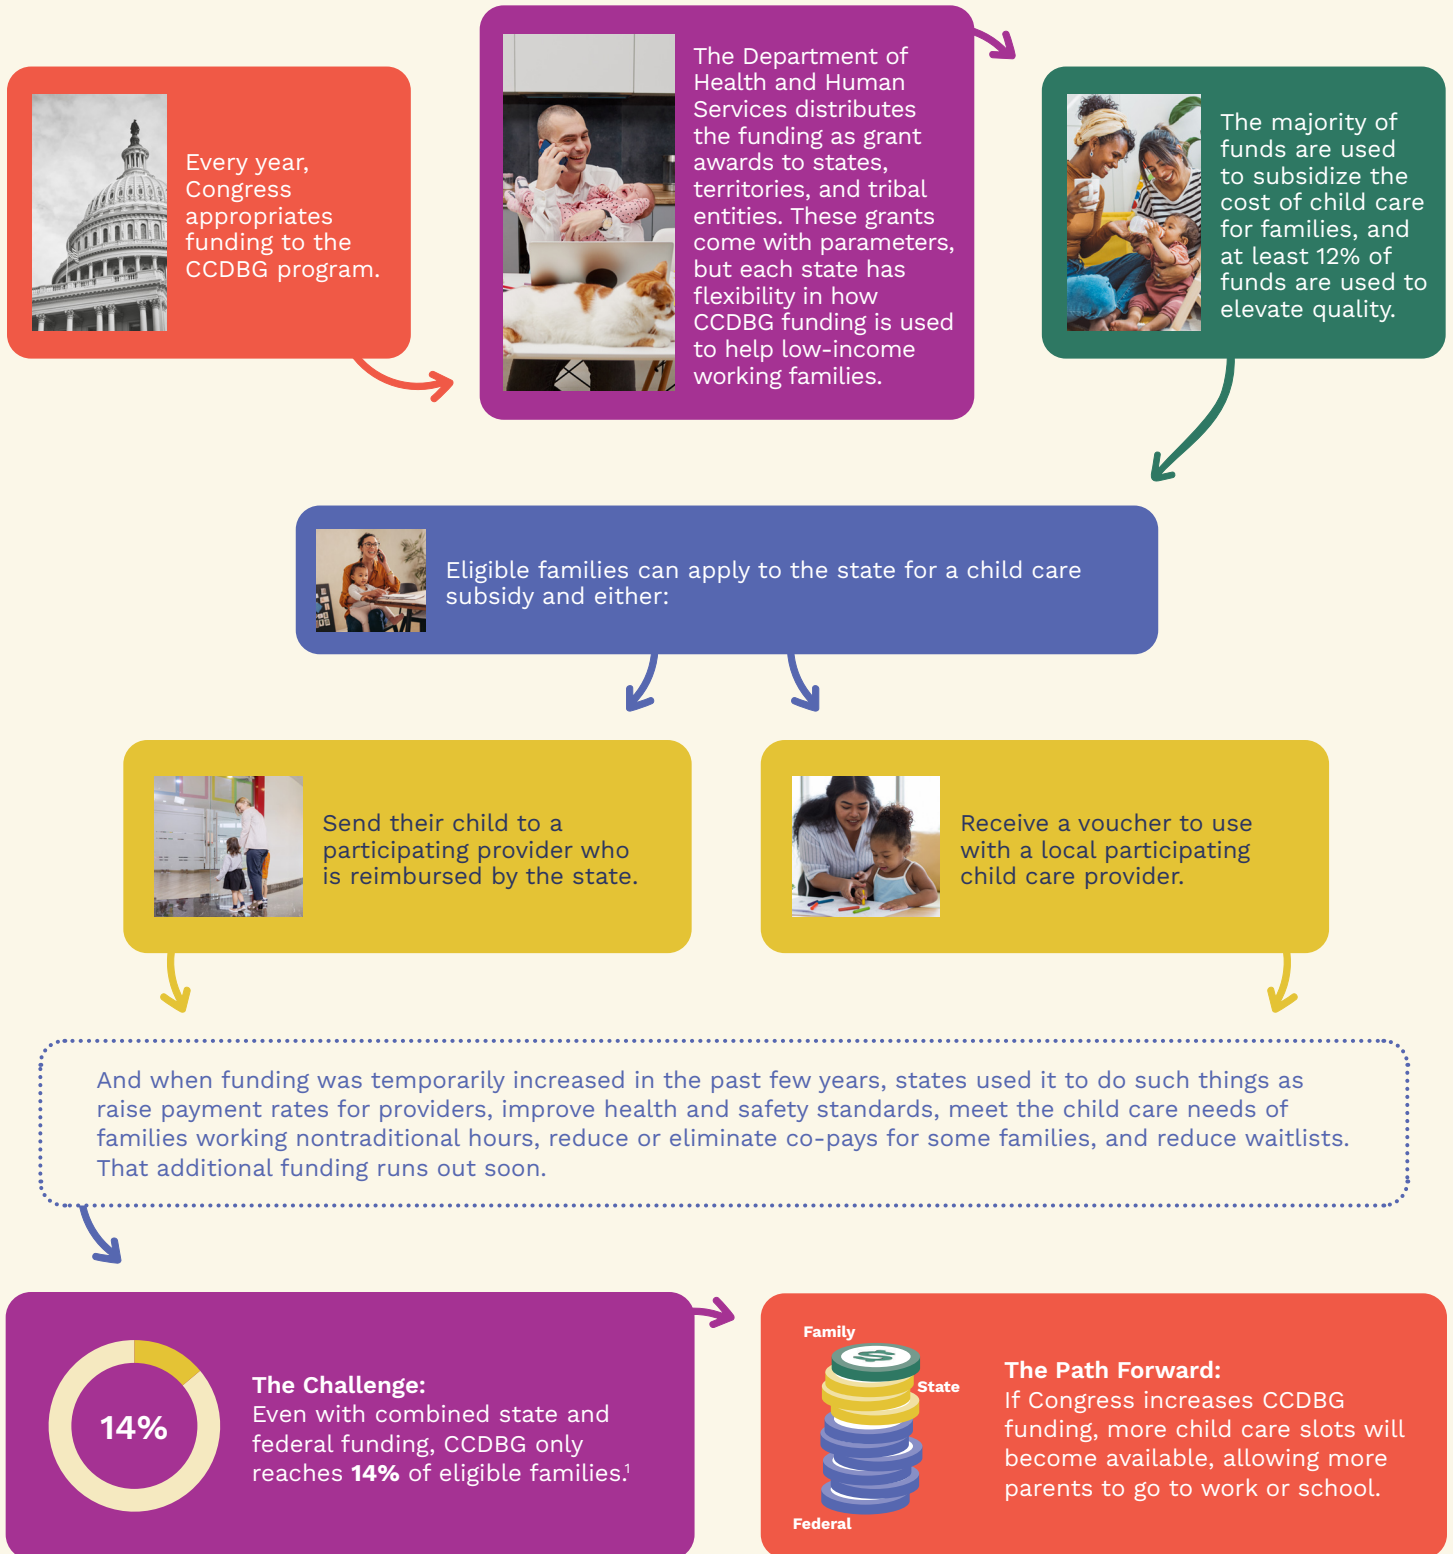 Every year,
Congress
appropriates
funding to the
CCDBG program.
The Department of
Health and Human
Services distributes
the funding as grant
awards to states,
territories, and tribal
entities. These grants
come with parameters,
but each state has
flexibility in how
CCDBG funding is used
to help low-income
working families.
The majority of
funds are used
to subsidize the
cost of child care
for families, and
at least 12% of
funds are used to
elevate quality.
Eligible families can apply to the state for a child care
subsidy and either:
Send their child to a
participating provider who
is reimbursed by the state.
Receive a voucher to use
with a local participating
child care provider.
And when funding was temporarily increased in the past few years, states used it to do such things as
raise payment rates for providers, improve health and safety standards, meet the child care needs of
families working nontraditional hours, reduce or eliminate co-pays for some families, and reduce waitlists.
That additional funding runs out soon.
14%
The Challenge:
Even with combined state and
federal funding, CCDBG only
reaches 14% of eligible families.¹
Family
$
State
Federal
The Path Forward:
If Congress increases CCDBG
funding, more child care slots will
become available, allowing more
parents to go to work or school.